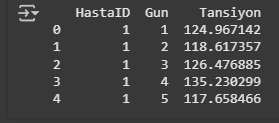 HastaID Gun Tansiyon
0 1 1 124.967142
1 1 2 118.617357
2 1 3 126.476885
3 1 4 135.230299
4 1 5 117.658466